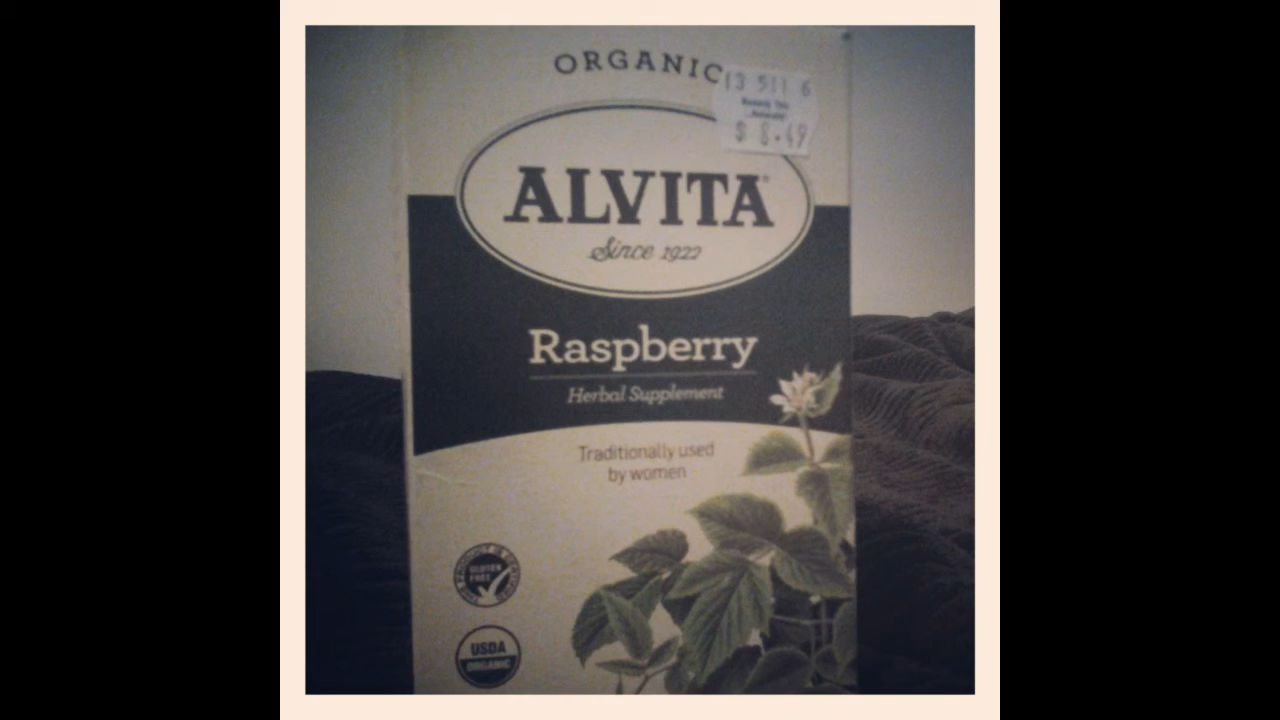 ORGANIC
13 511 6
$ 8.49
ALVITA
Since 1922
Raspberry
Herbal Supplement
Traditionally used
by women
GLUTEN
FREE
USDA
ORGANIC